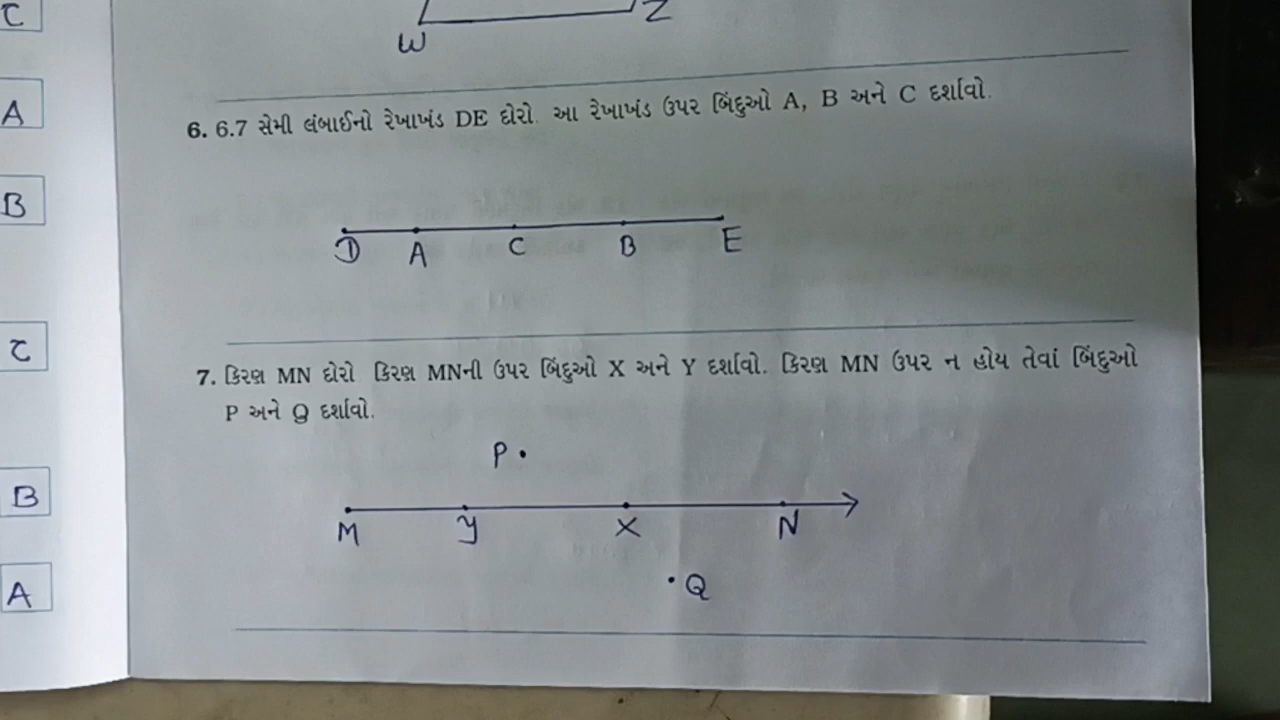 C
W Z
A
6. 6.7 સેમી લંબાઈનો રેખાખંડ DE દોરો. આ રેખાખંડ ઉપર બિંદુઓ A, B અને C દર્શાવો.
B
D A C B E
C
7. કિરણ MN દોરો કિરણ MNની ઉપર બિંદુઓ X અને Y દર્શાવો. કિરણ MN ઉપર ન હોય તેવાં બિંદુઓ
P અને Q દર્શાવો.
P
B
M Y X N
Q
A